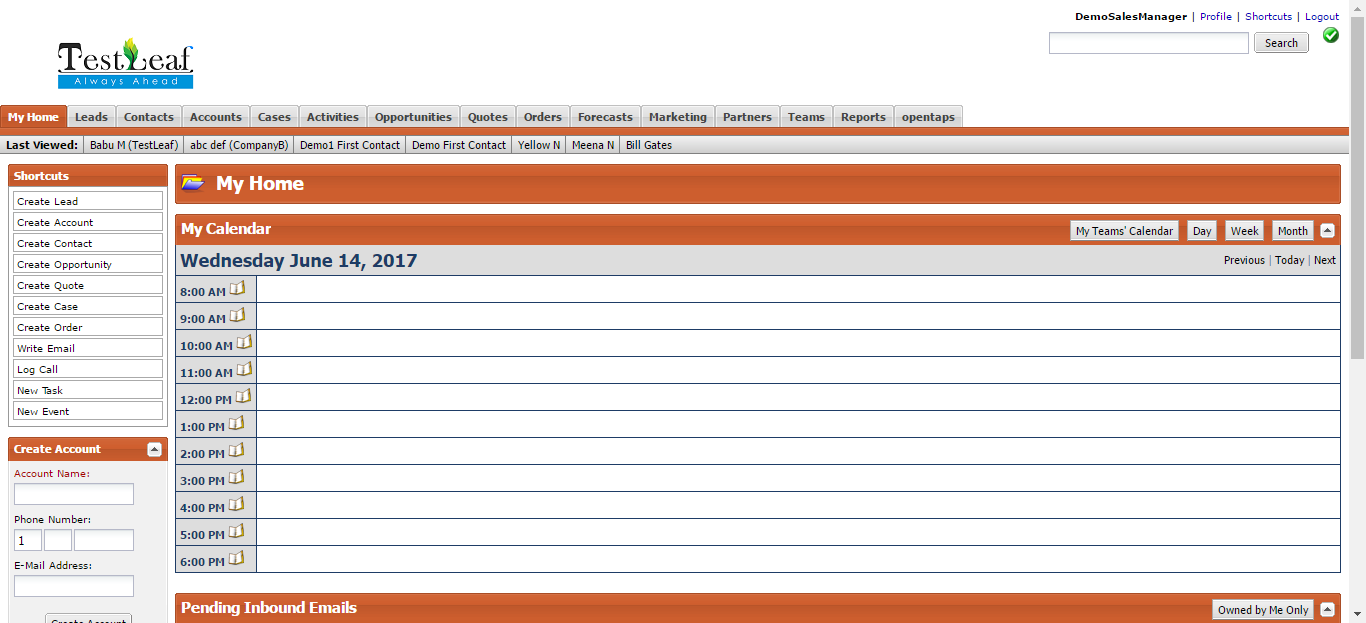 DemoSalesManager | Profile | Shortcuts | Logout
Search
TestLeaf
Always Ahead
My Home Leads Contacts Accounts Cases Activities Opportunities Quotes Orders Forecasts Marketing Partners Teams Reports opentaps
Last Viewed: Babu M (TestLeaf) abc def (CompanyB) Demo1 First Contact Demo First Contact Yellow N Meena N Bill Gates
Shortcuts
Create Lead
Create Account
Create Contact
Create Opportunity
Create Quote
Create Case
Create Order
Write Email
Log Call
New Task
New Event
Create Account
Account Name:
Phone Number:
1
E-Mail Address:
Create Account
My Home
My Calendar My Teams' Calendar Day Week Month
Wednesday June 14, 2017 Previous | Today | Next
8:00 AM
9:00 AM
10:00 AM
11:00 AM
12:00 PM
1:00 PM
2:00 PM
3:00 PM
4:00 PM
5:00 PM
6:00 PM
Pending Inbound Emails Owned by Me Only